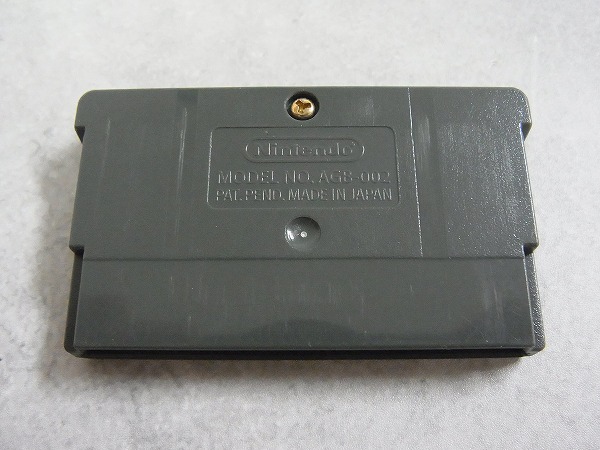 Nintendo
MODEL NO. AGB-002
PAT. PEND. MADE IN JAPAN